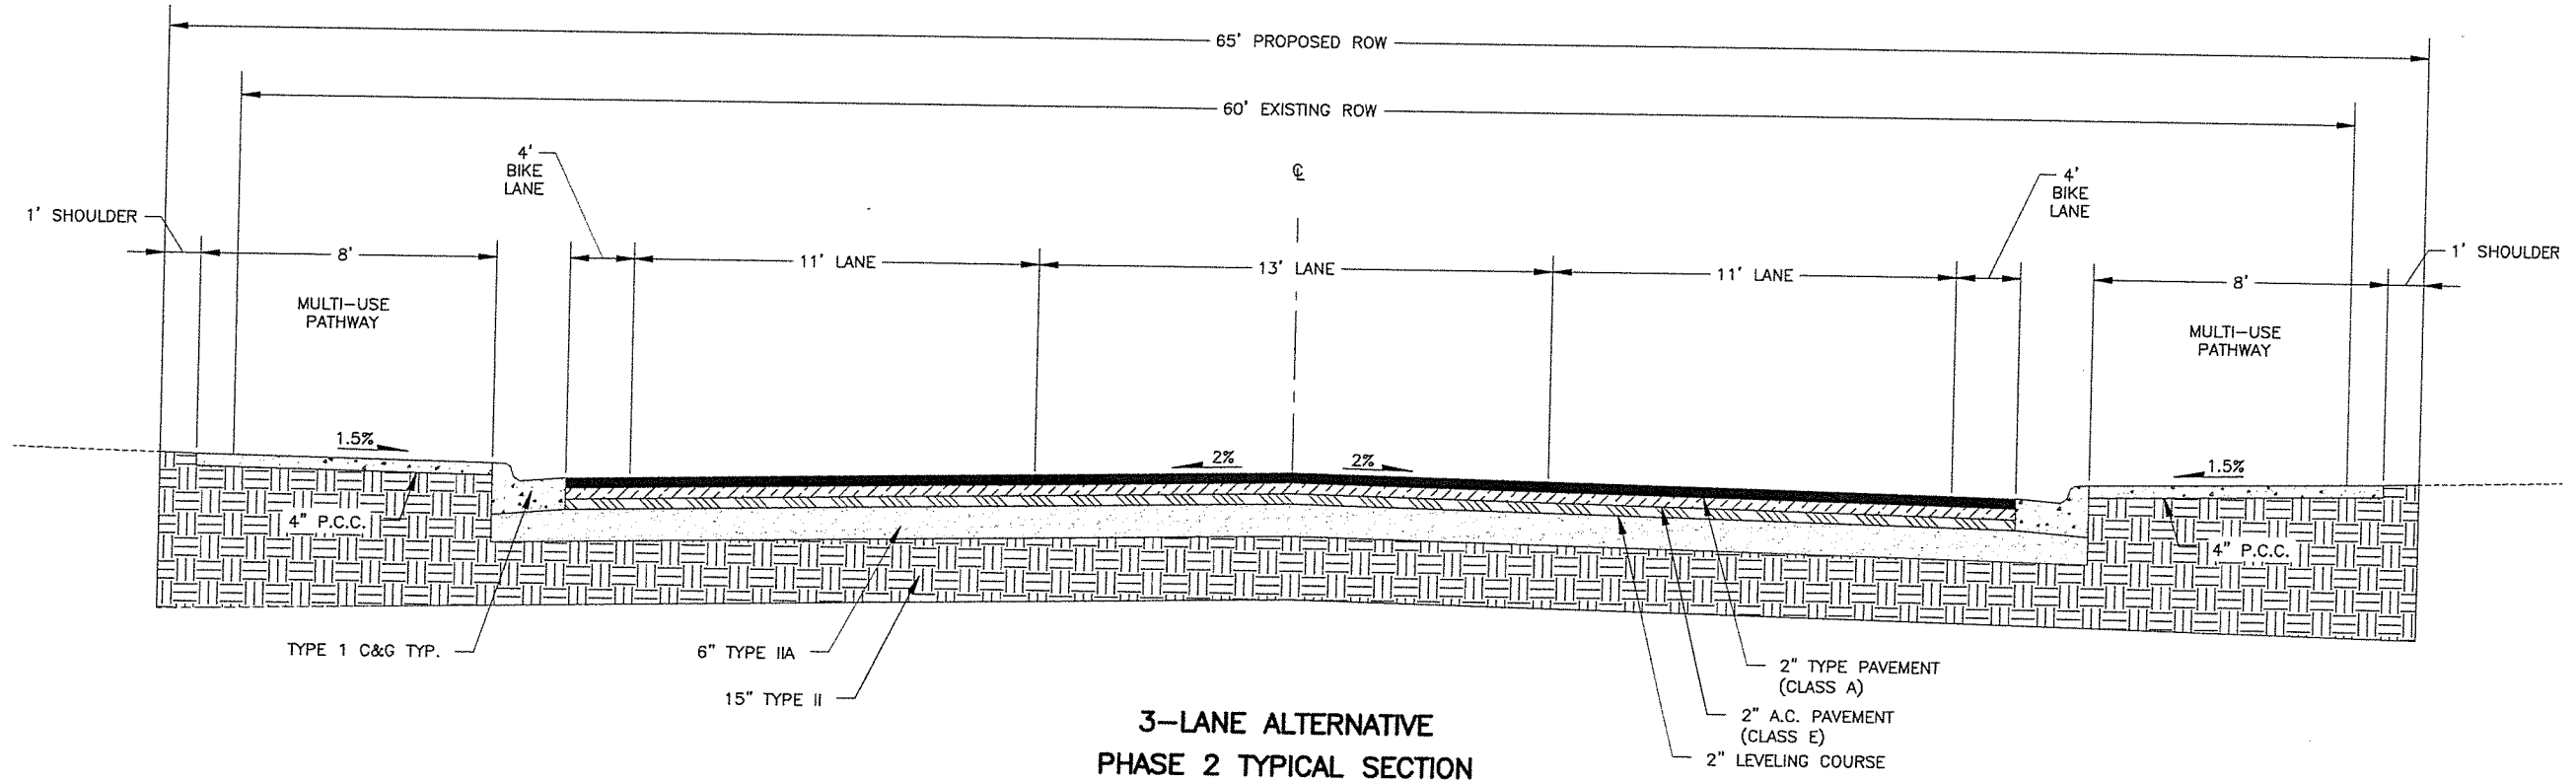 65' PROPOSED ROW
60' EXISTING ROW
4'
BIKE
LANE
℄
4'
BIKE
LANE
1' SHOULDER
8'
11' LANE
13' LANE
11' LANE
8'
1' SHOULDER
MULTI-USE
PATHWAY
MULTI-USE
PATHWAY
1.5%
2%
2%
1.5%
4" P.C.C.
4" P.C.C.
TYPE 1 C&G TYP.
6" TYPE IIA
15" TYPE II
2" TYPE PAVEMENT
(CLASS A)
2" A.C. PAVEMENT
(CLASS E)
2" LEVELING COURSE
3-LANE ALTERNATIVE
PHASE 2 TYPICAL SECTION